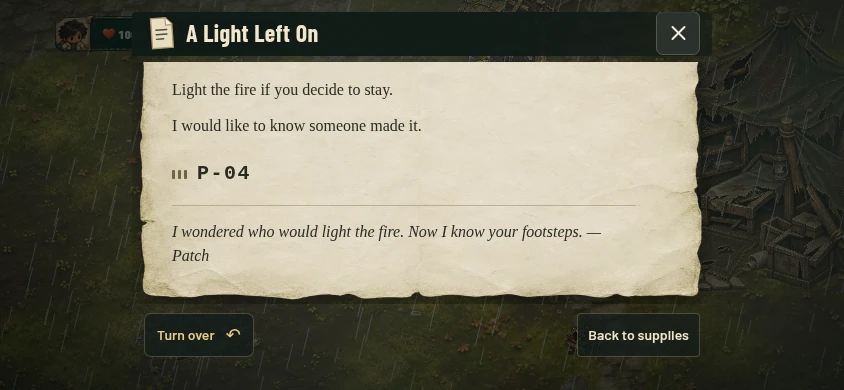 A Light Left On
10
Light the fire if you decide to stay.
I would like to know someone made it.
P-04
I wondered who would light the fire. Now I know your footsteps. —
Patch
Turn over
Back to supplies